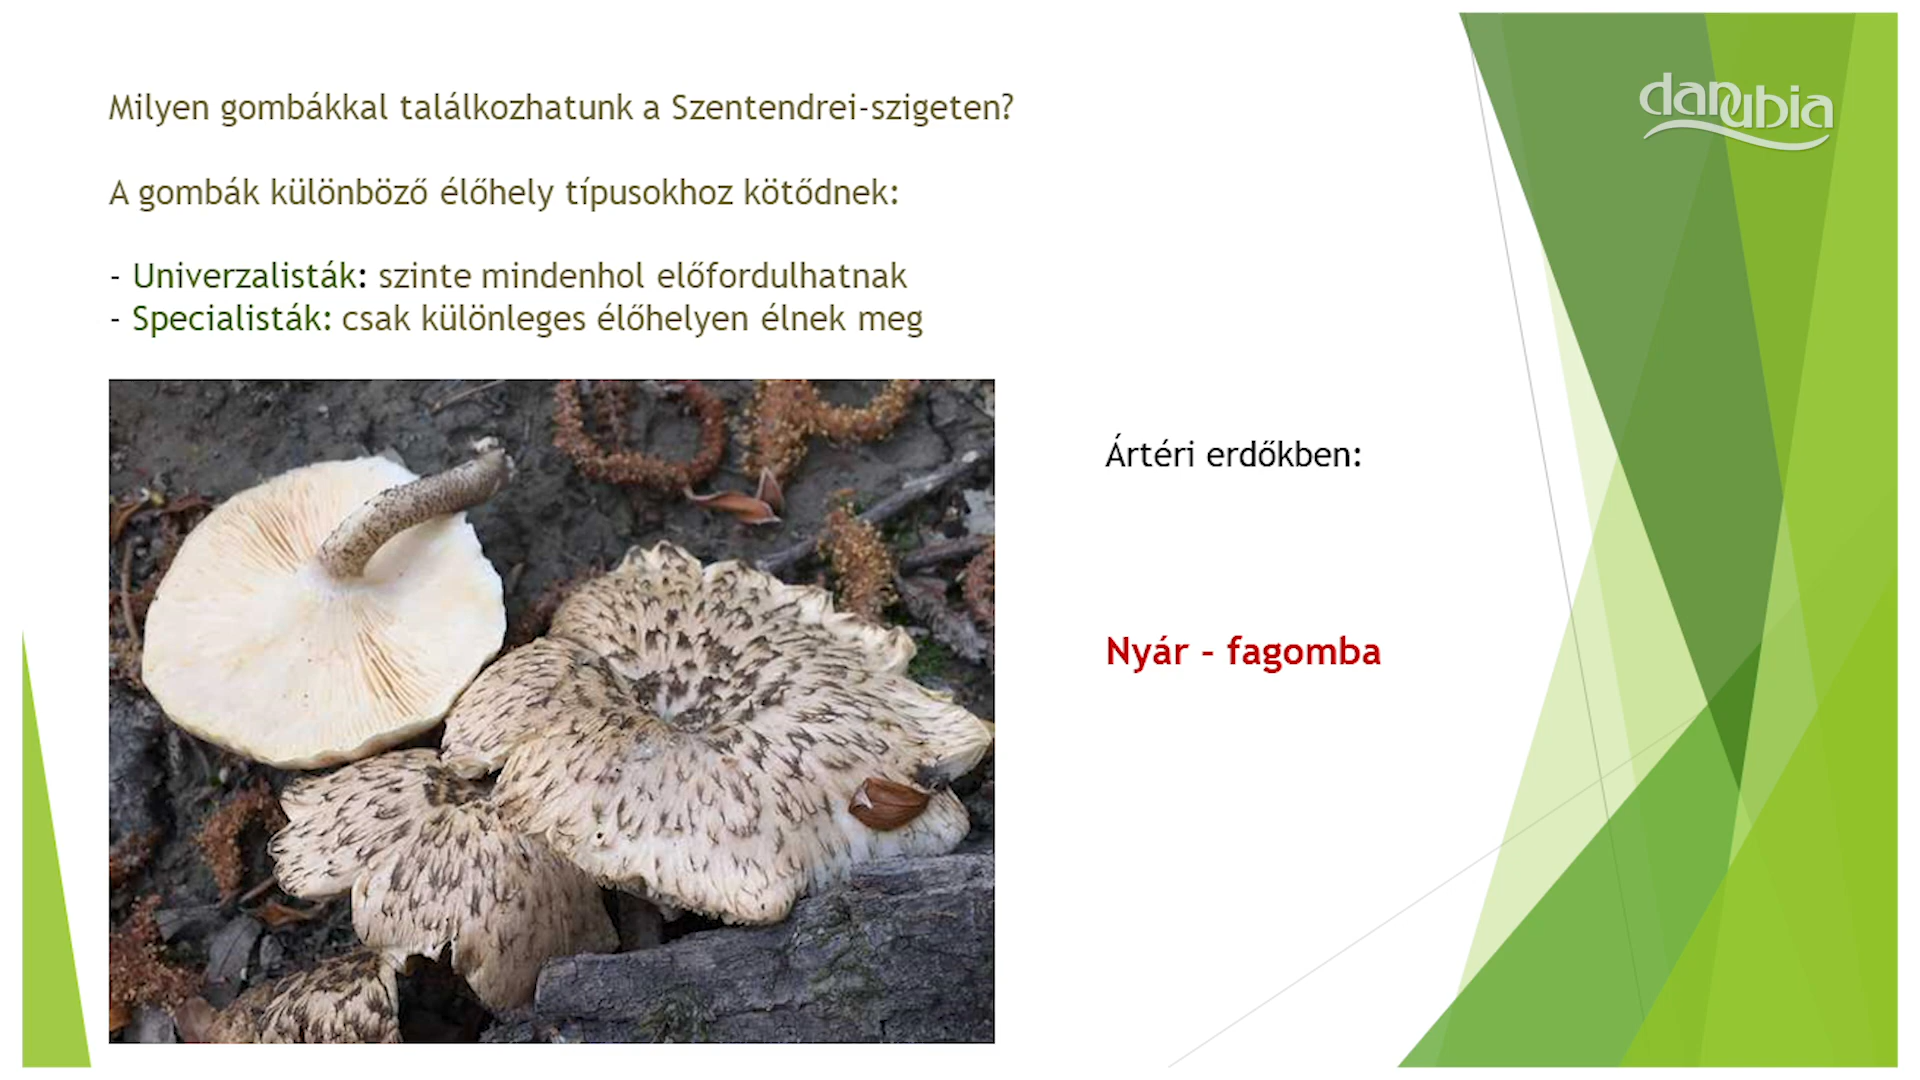 Milyen gombákkal találkozhatunk a Szentendrei-szigeten?
A gombák különböző élőhely típusokhoz kötődnek:
- Univerzalisták: szinte mindenhol előfordulhatnak
- Specialisták: csak különleges élőhelyen élnek meg
Ártéri erdőkben:
Nyár - fagomba
danubia